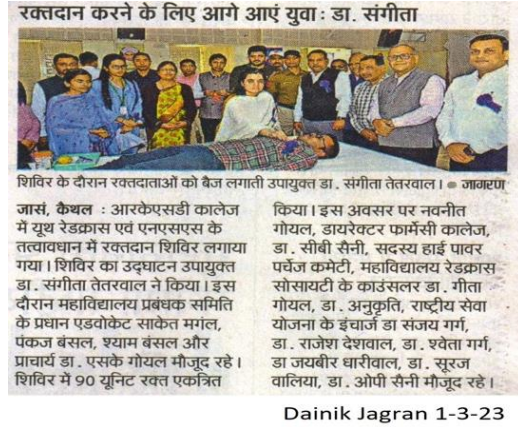 रक्तदान करने के लिए आगे आएं युवा : डा. संगीता
शिविर के दौरान रक्तदाताओं को बैज लगाती उपायुक्त डा. संगीता तेतरवाल। ● जागरण
जासं, कैथल : आरकेएसडी कालेज
में यूथ रेडक्रास एवं एनएसएस के
तत्वावधान में रक्तदान शिविर लगाया
गया। शिविर का उद्घाटन उपायुक्त
डा. संगीता तेतरवाल ने किया। इस
दौरान महाविद्यालय प्रबंधक समिति
के प्रधान एडवोकेट साकेत मगंल,
पंकज बंसल, श्याम बंसल और
प्राचार्य डा. एसके गोयल मौजूद रहे।
शिविर में 90 यूनिट रक्त एकत्रित
किया। इस अवसर पर नवनीत
गोयल, डायरेक्टर फार्मेसी कालेज,
डा. सीबी सैनी, सदस्य हाई पावर
पर्चेज कमेटी, महाविद्यालय रेडक्रास
सोसायटी के काउंसलर डा. गीता
गोयल, डा. अनुकृति, राष्ट्रीय सेवा
योजना के इंचार्ज डा संजय गर्ग,
डा. राजेश देशवाल, डा. श्वेता गर्ग,
डा जयबीर धारीवाल, डा. सूरज
वालिया, डा. ओपी सैनी मौजूद रहे।
Dainik Jagran 1-3-23